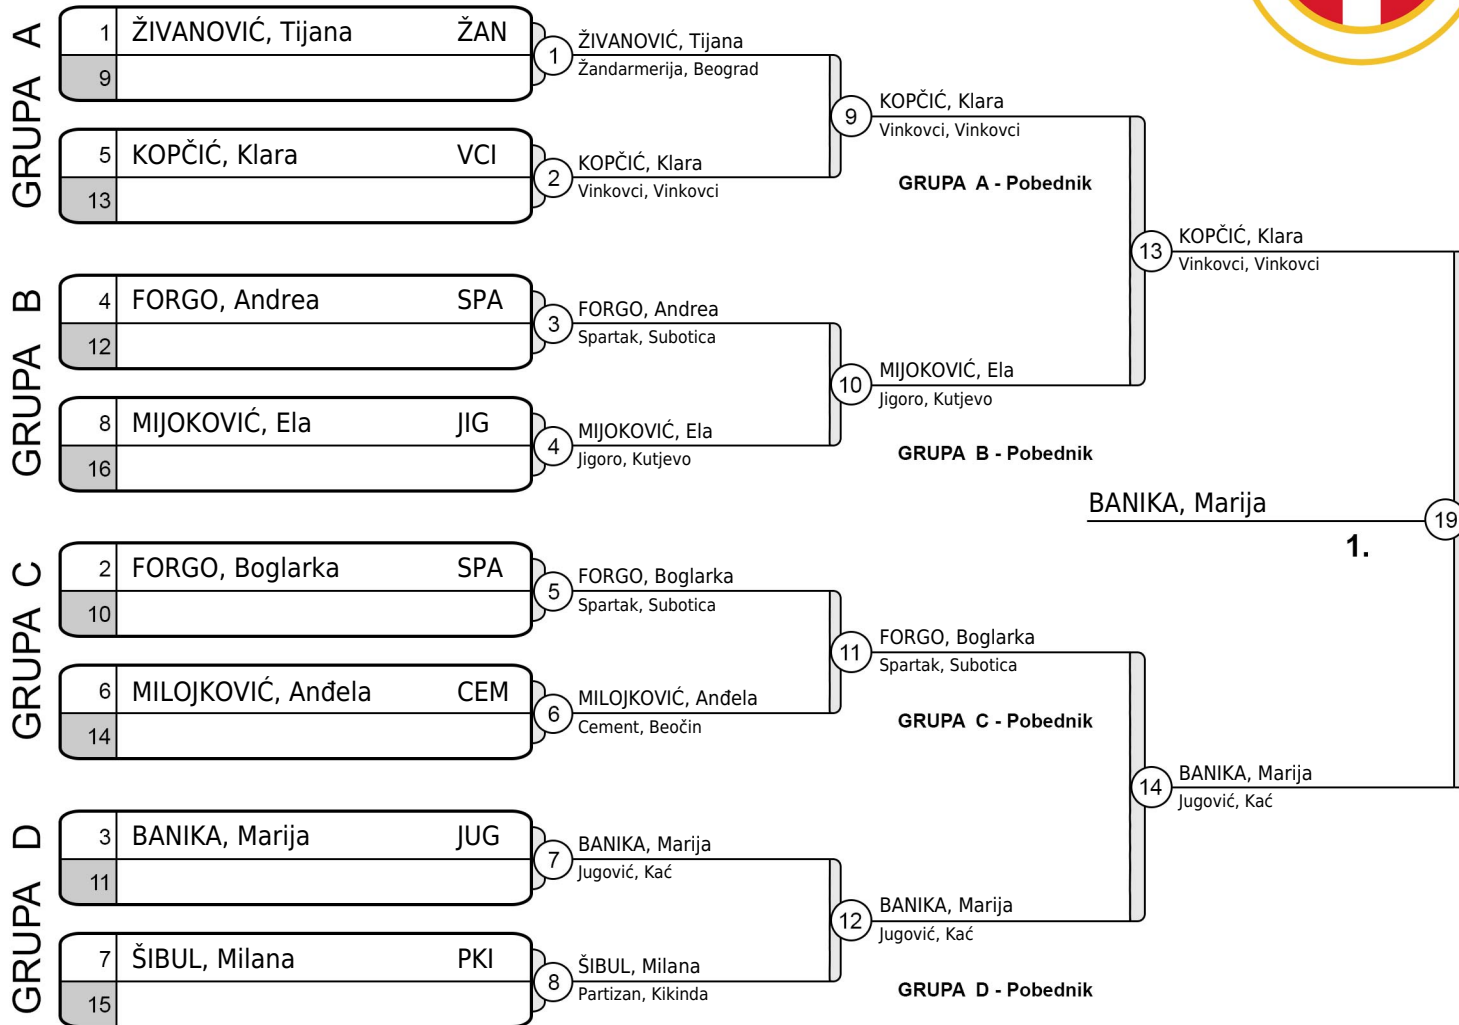 GRUPA A
1 ŽIVANOVIĆ, Tijana ŽAN
9
5 KOPČIĆ, Klara VCI
13
1
ŽIVANOVIĆ, Tijana
Žandarmerija, Beograd
2
KOPČIĆ, Klara
Vinkovci, Vinkovci
9
KOPČIĆ, Klara
Vinkovci, Vinkovci
GRUPA A - Pobednik
GRUPA B
4 FORGO, Andrea SPA
12
8 MIJOKOVIĆ, Ela JIG
16
3
FORGO, Andrea
Spartak, Subotica
4
MIJOKOVIĆ, Ela
Jigoro, Kutjevo
10
MIJOKOVIĆ, Ela
Jigoro, Kutjevo
GRUPA B - Pobednik
13
KOPČIĆ, Klara
Vinkovci, Vinkovci
BANIKA, Marija
19
1.
GRUPA C
2 FORGO, Boglarka SPA
10
6 MILOJKOVIĆ, Anđela CEM
14
5
FORGO, Boglarka
Spartak, Subotica
6
MILOJKOVIĆ, Anđela
Cement, Beočin
11
FORGO, Boglarka
Spartak, Subotica
GRUPA C - Pobednik
GRUPA D
3 BANIKA, Marija JUG
11
7 ŠIBUL, Milana PKI
15
7
BANIKA, Marija
Jugović, Kać
8
ŠIBUL, Milana
Partizan, Kikinda
12
BANIKA, Marija
Jugović, Kać
GRUPA D - Pobednik
14
BANIKA, Marija
Jugović, Kać